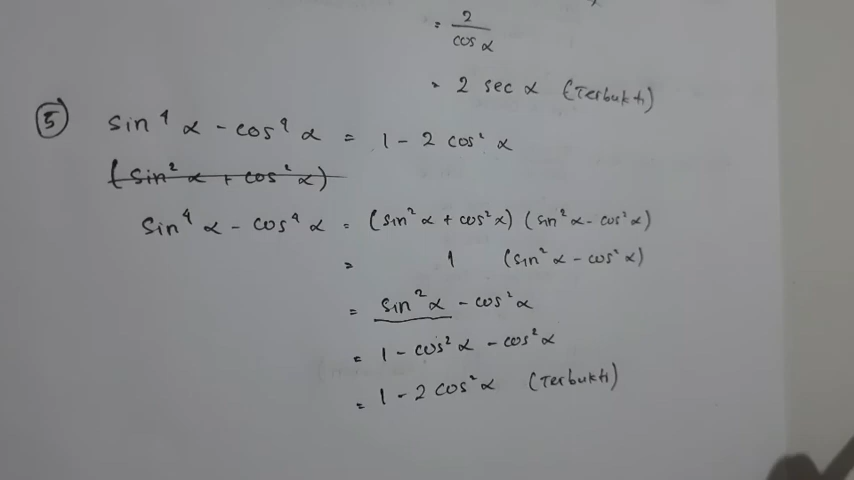 = 2 / cos α
= 2 sec α (Terbukti)
5 sin⁴ α - cos⁴ α = 1 - 2 cos² α
(sin² α + cos² α)
sin⁴ α - cos⁴ α = (sin² α + cos² x) (sin² α - cos² α)
= 1 (sin² α - cos² α)
= sin² α - cos² α
= 1 - cos² α - cos² α
= 1 - 2 cos² α (Terbukti)